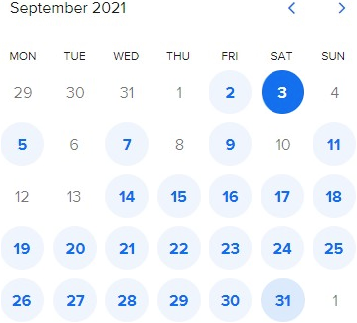 September 2021
MON TUE WED THU FRI SAT SUN
29 30 31 1 2 3 4
5 6 7 8 9 10 11
12 13 14 15 16 17 18
19 20 21 22 23 24 25
26 27 28 29 30 31 1